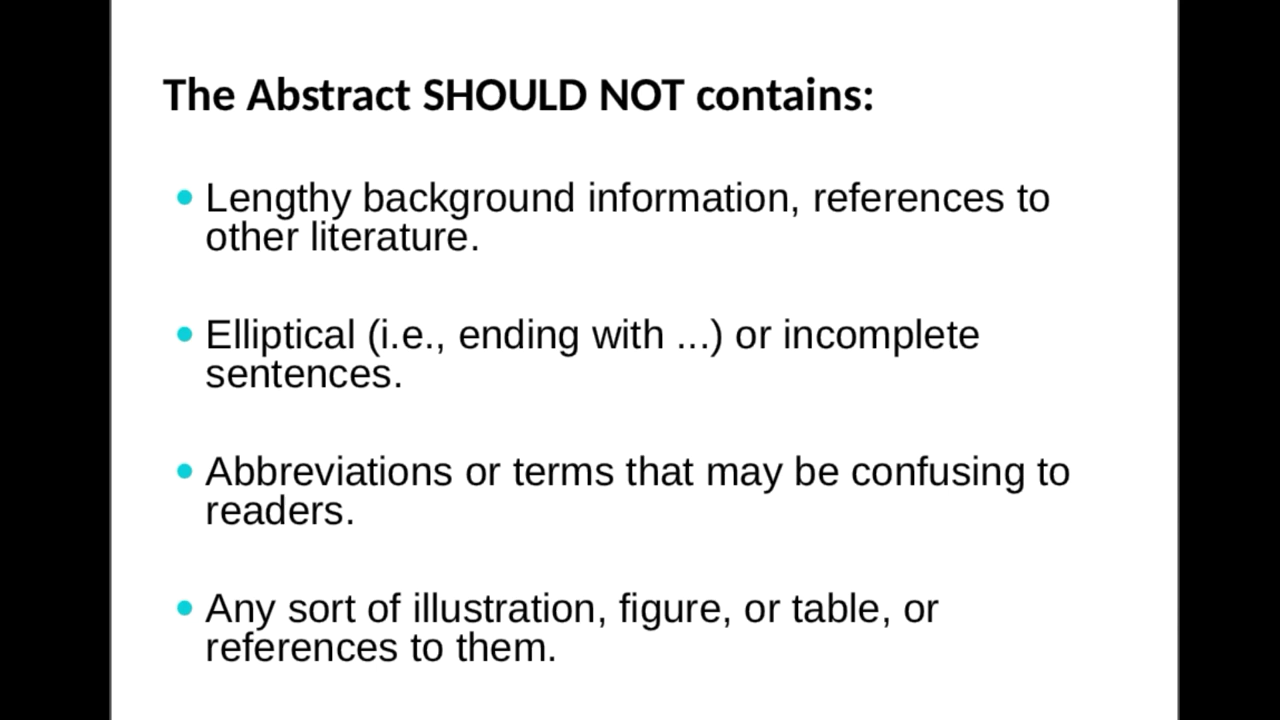 The Abstract SHOULD NOT contains:
• Lengthy background information, references to
other literature.
• Elliptical (i.e., ending with ...) or incomplete
sentences.
• Abbreviations or terms that may be confusing to
readers.
• Any sort of illustration, figure, or table, or
references to them.